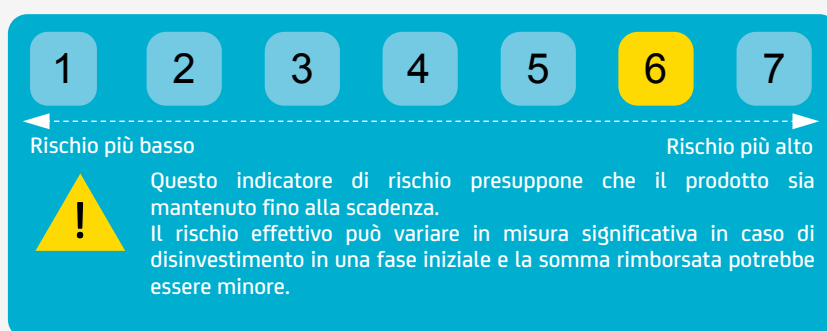 1 2 3 4 5 6 7
Rischio più basso Rischio più alto
!
Questo indicatore di rischio presuppone che il prodotto sia
mantenuto fino alla scadenza.
Il rischio effettivo può variare in misura significativa in caso di
disinvestimento in una fase iniziale e la somma rimborsata potrebbe
essere minore.